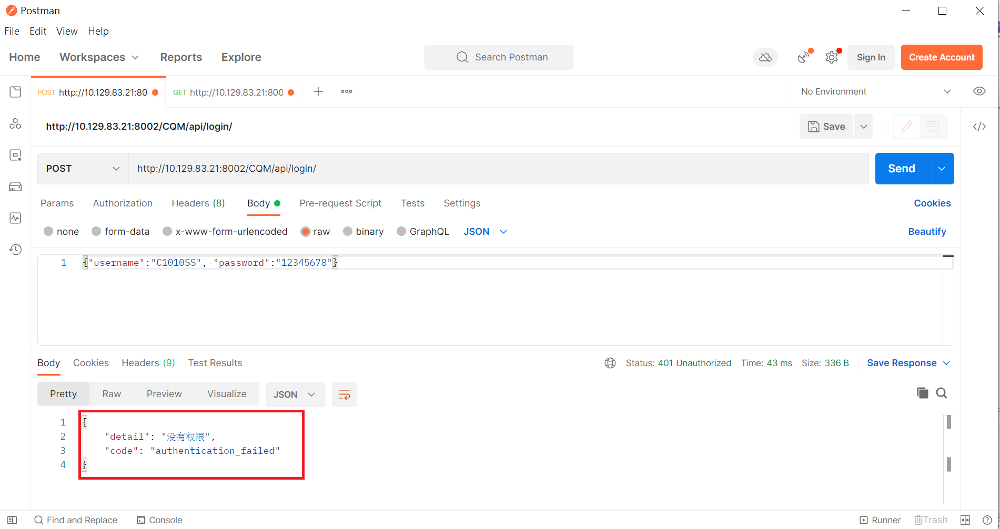 Postman
File Edit View Help
Home Workspaces Reports Explore Search Postman Sign In Create Account
POST http://10.129.83.21:80 GET http://10.129.83.21:800 No Environment
http://10.129.83.21:8002/CQM/api/login/ Save
POST http://10.129.83.21:8002/CQM/api/login/ Send
Params Authorization Headers (8) Body Pre-request Script Tests Settings Cookies
none form-data x-www-form-urlencoded raw binary GraphQL JSON Beautify
1 {"username":"C1010SS", "password":"12345678"}
Body Cookies Headers (9) Test Results Status: 401 Unauthorized Time: 43 ms Size: 336 B Save Response
Pretty Raw Preview Visualize JSON
1 {
2 "detail": "没有权限",
3 "code": "authentication_failed"
4 }
Find and Replace Console Runner Trash